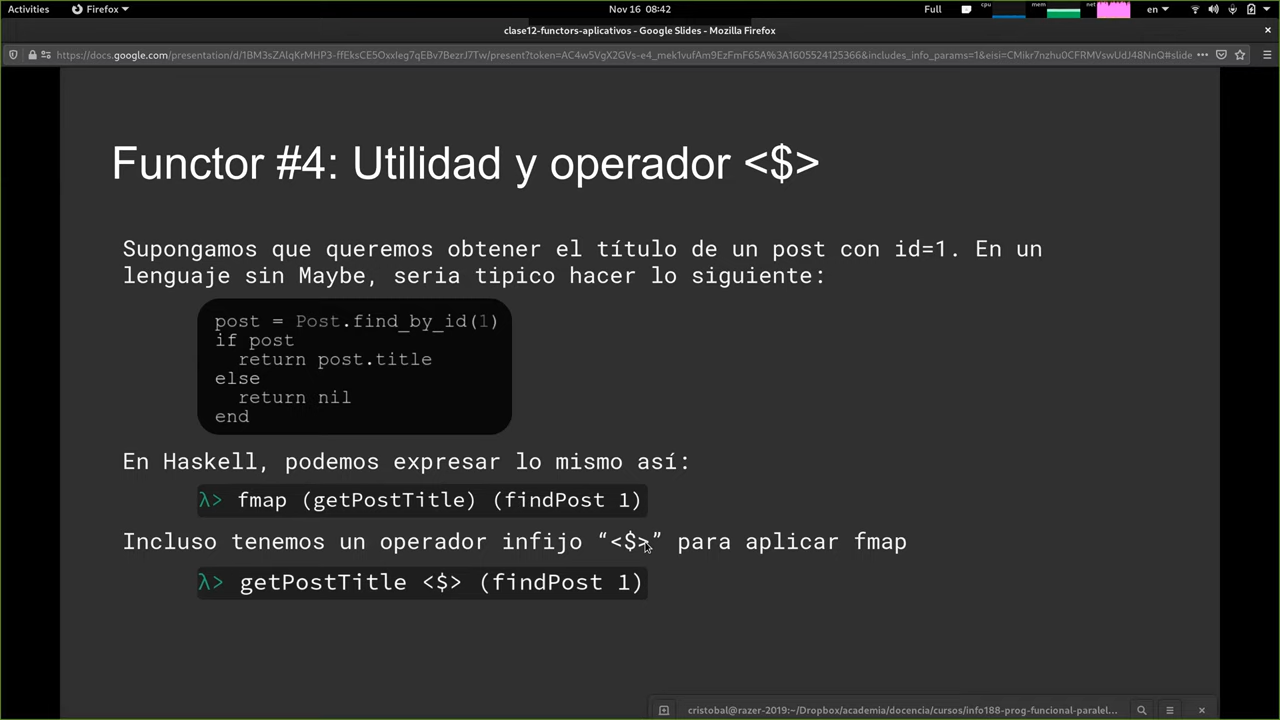 Activities
Firefox
Nov 16 08:42
Full
cpu
mem
net
en
clase12-functors-aplicativos - Google Slides - Mozilla Firefox
https://docs.google.com/presentation/d/1BM3sZAlqKrMHP3-ffEksCE5OxxIeg7qEBv7BezrJ7Tw/present?token=AC4w5VgX2GVs-e4_mek1vufAm9EzFmF65A%3A1605524125366&includes_info_params=1&eisi=CMikr7nzhu0CFRMVswUdJ48NnQ#slide
Functor #4: Utilidad y operador <$>
Supongamos que queremos obtener el título de un post con id=1. En un
lenguaje sin Maybe, seria tipico hacer lo siguiente:
post = Post.find_by_id(1)
if post
return post.title
else
return nil
end
En Haskell, podemos expresar lo mismo así:
λ> fmap (getPostTitle) (findPost 1)
Incluso tenemos un operador infijo “<$>” para aplicar fmap
λ> getPostTitle <$> (findPost 1)
cristobal@razer-2019:~/Dropbox/academia/docencia/cursos/info188-prog-funcional-paralel...